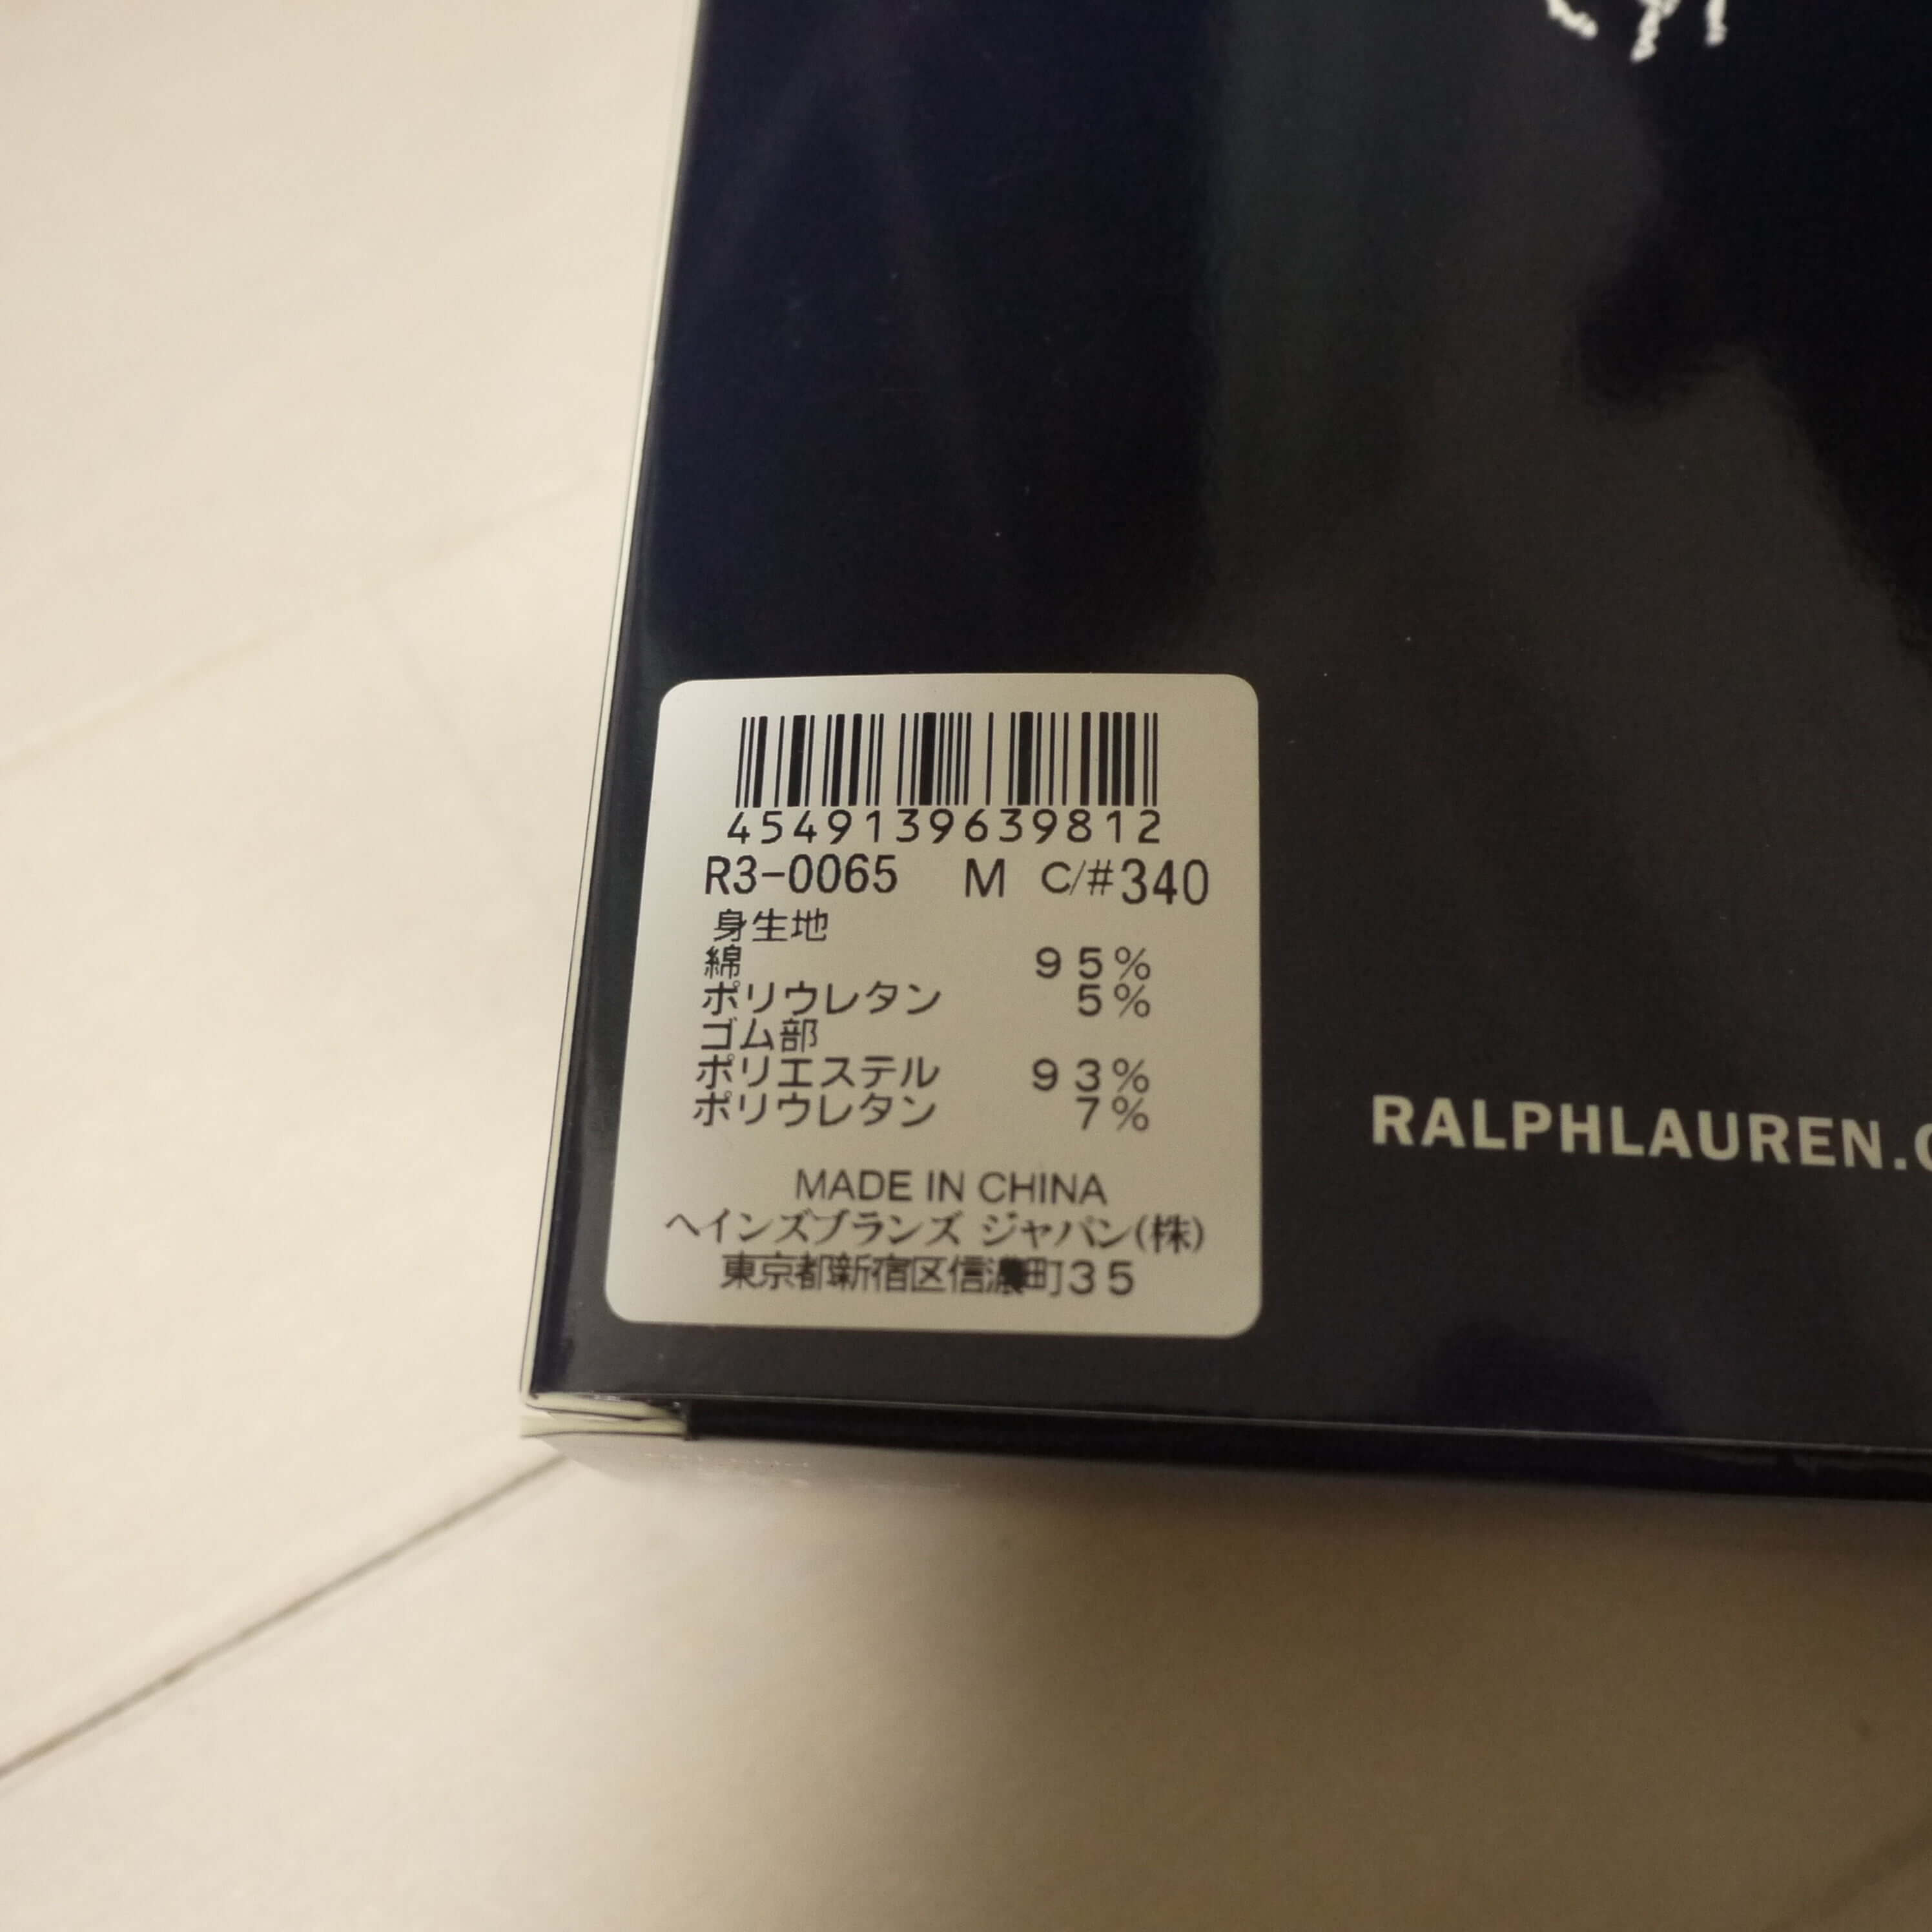 4549139639812
R3-0065 M C/#340
身生地
綿 95%
ポリウレタン 5%
ゴム部
ポリエステル 93%
ポリウレタン 7%
MADE IN CHINA
ヘインズブランズ ジャパン(株)
東京都新宿区信濃町35
RALPHLAUREN.C